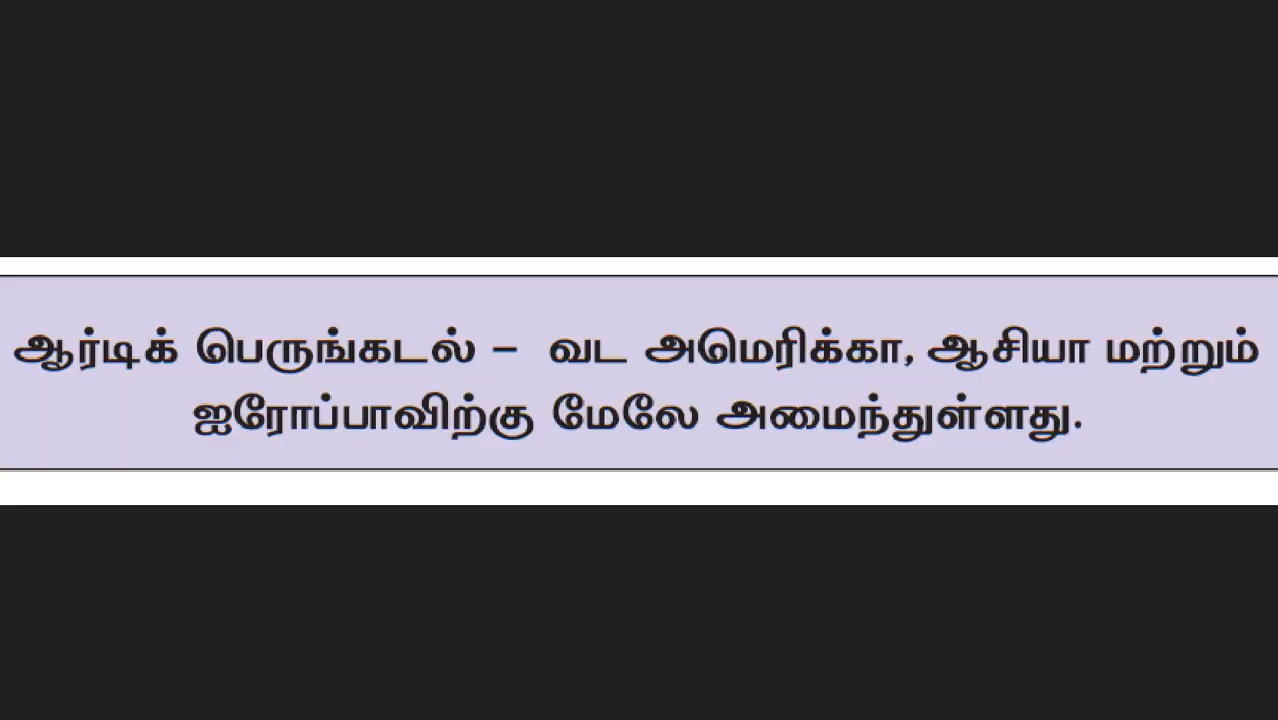 ஆர்டிக் பெருங்கடல் – வட அமெரிக்கா, ஆசியா மற்றும்
ஐரோப்பாவிற்கு மேலே அமைந்துள்ளது.